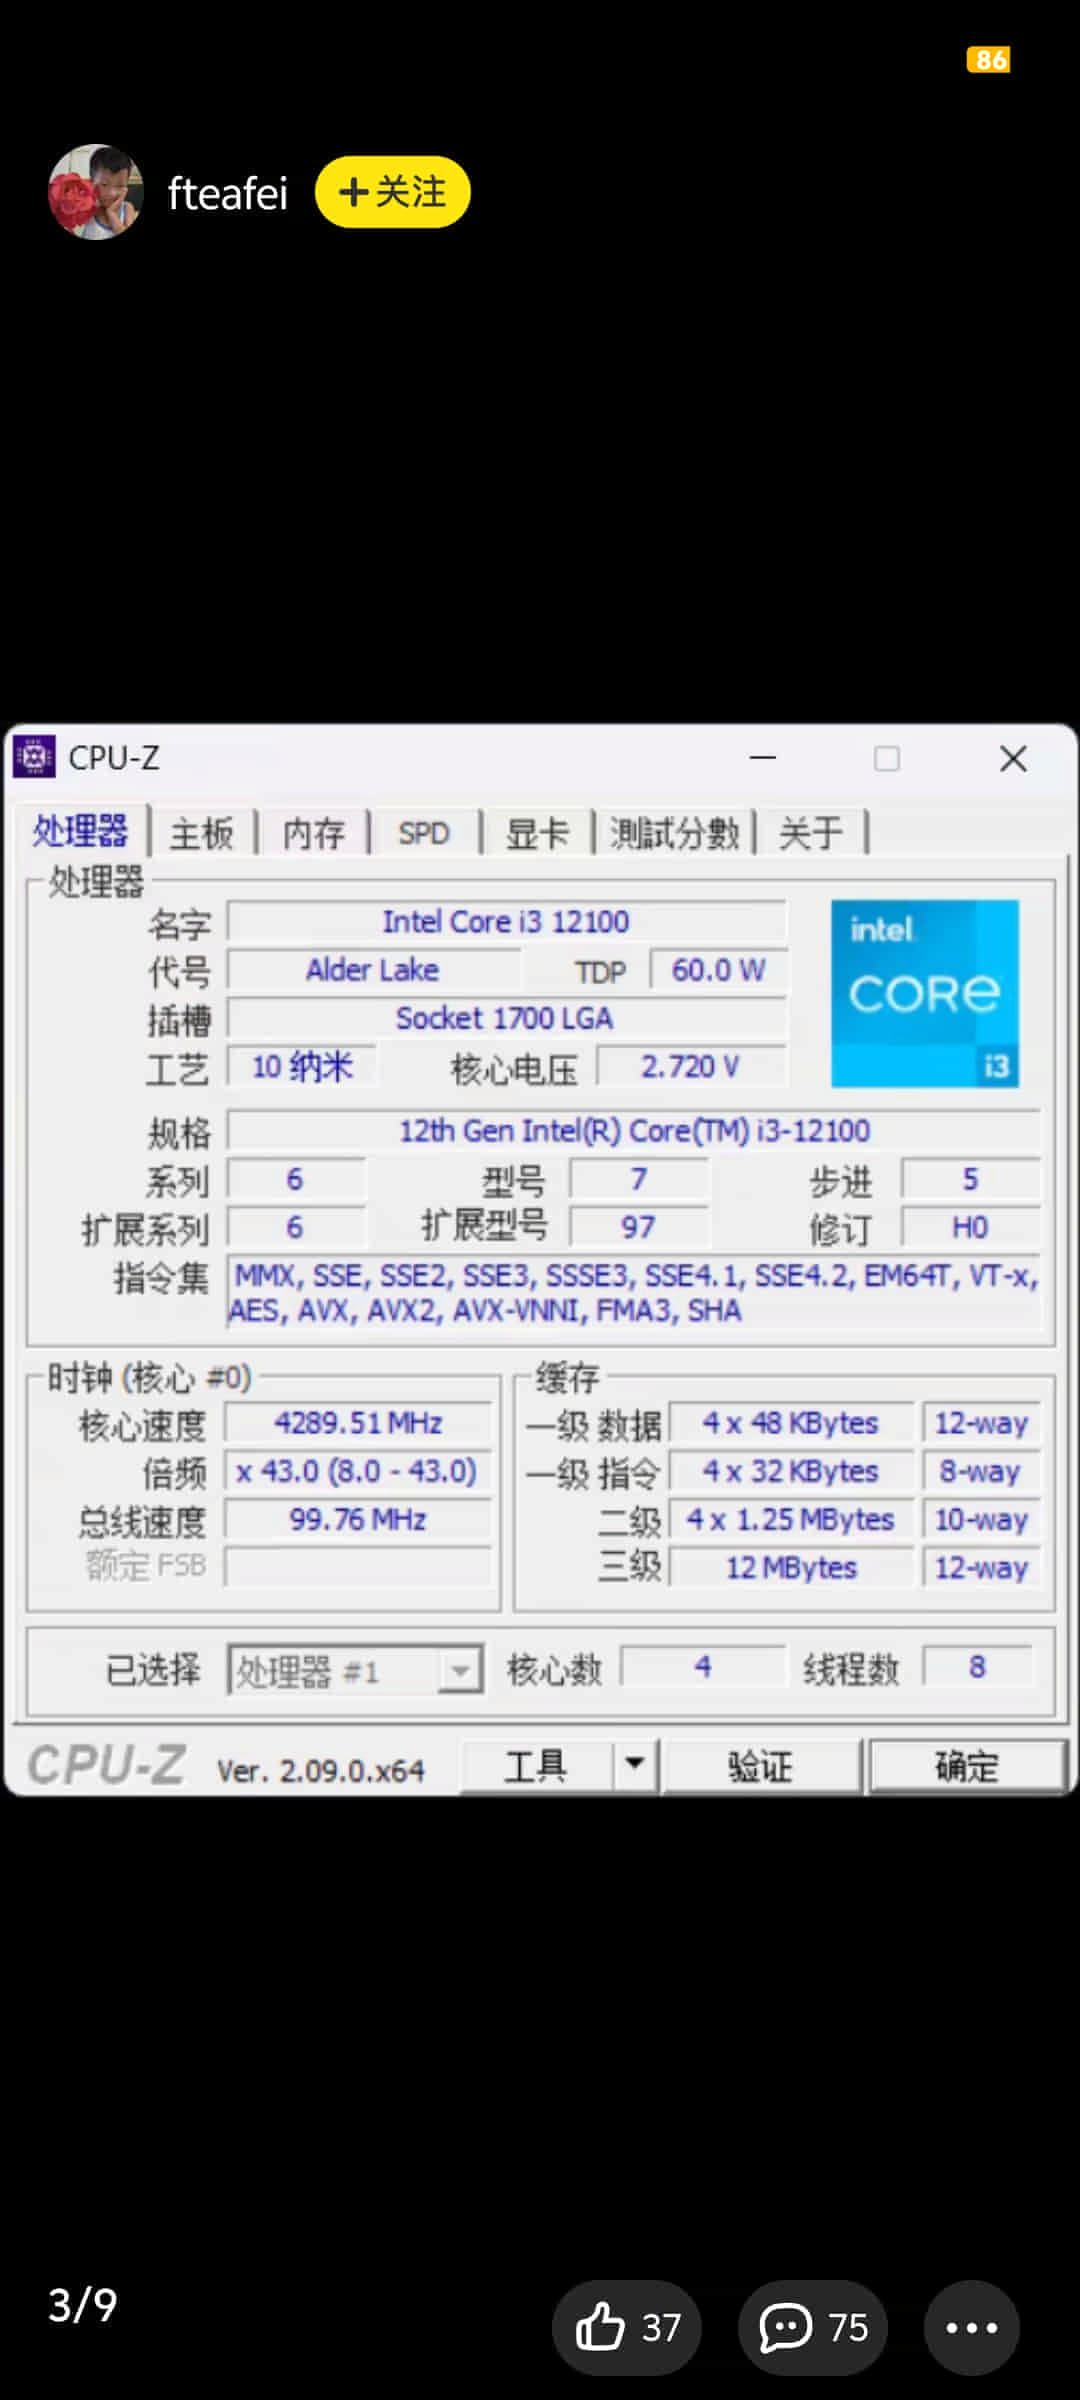 86
fteafei
+关注
CPU-Z
处理器 主板 内存 SPD 显卡 測試分數 关于
处理器
名字 Intel Core i3 12100
代号 Alder Lake TDP 60.0 W
插槽 Socket 1700 LGA
工艺 10 纳米 核心电压 2.720 V
intel
CORE
i3
规格 12th Gen Intel(R) Core(TM) i3-12100
系列 6 型号 7 步进 5
扩展系列 6 扩展型号 97 修订 H0
指令集 MMX, SSE, SSE2, SSE3, SSSE3, SSE4.1, SSE4.2, EM64T, VT-x,
AES, AVX, AVX2, AVX-VNNI, FMA3, SHA
时钟 (核心 #0)
核心速度 4289.51 MHz
倍频 x 43.0 (8.0 - 43.0)
总线速度 99.76 MHz
额定 FSB
缓存
一级 数据 4 x 48 KBytes 12-way
一级 指令 4 x 32 KBytes 8-way
二级 4 x 1.25 MBytes 10-way
三级 12 MBytes 12-way
已选择 处理器 #1 核心数 4 线程数 8
CPU-Z Ver. 2.09.0.x64 工具 验证 确定
3/9
37
75